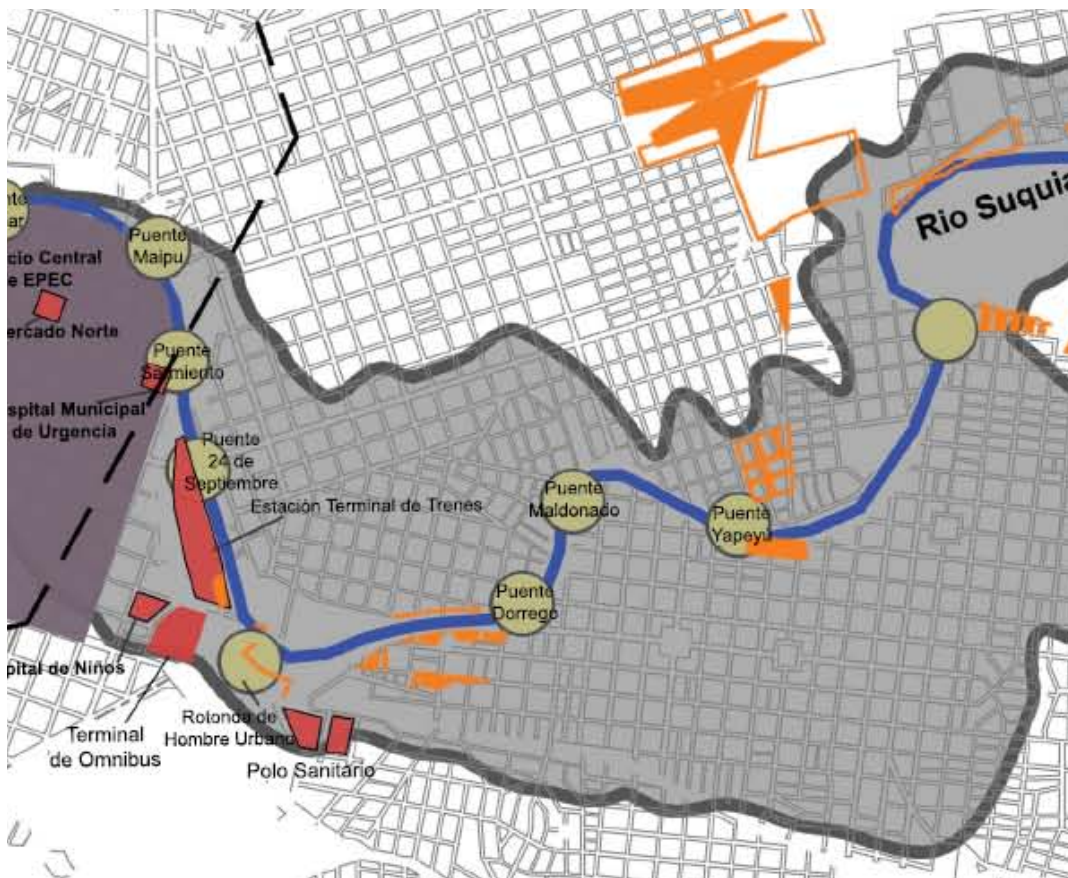 Puente
Maipu
cio Central
e EPEC
ercado Norte
Puente
Sarmiento
spital Municipal
de Urgencia
Puente
24 de
Septiembre
Estación Terminal de Trenes
Puente
Maldonado
Puente
Yapeyú
Puente
Dorrego
Rio Suquia
pital de Niños
Terminal
de Omnibus
Rotonda de
Hombre Urbano
Polo Sanitario